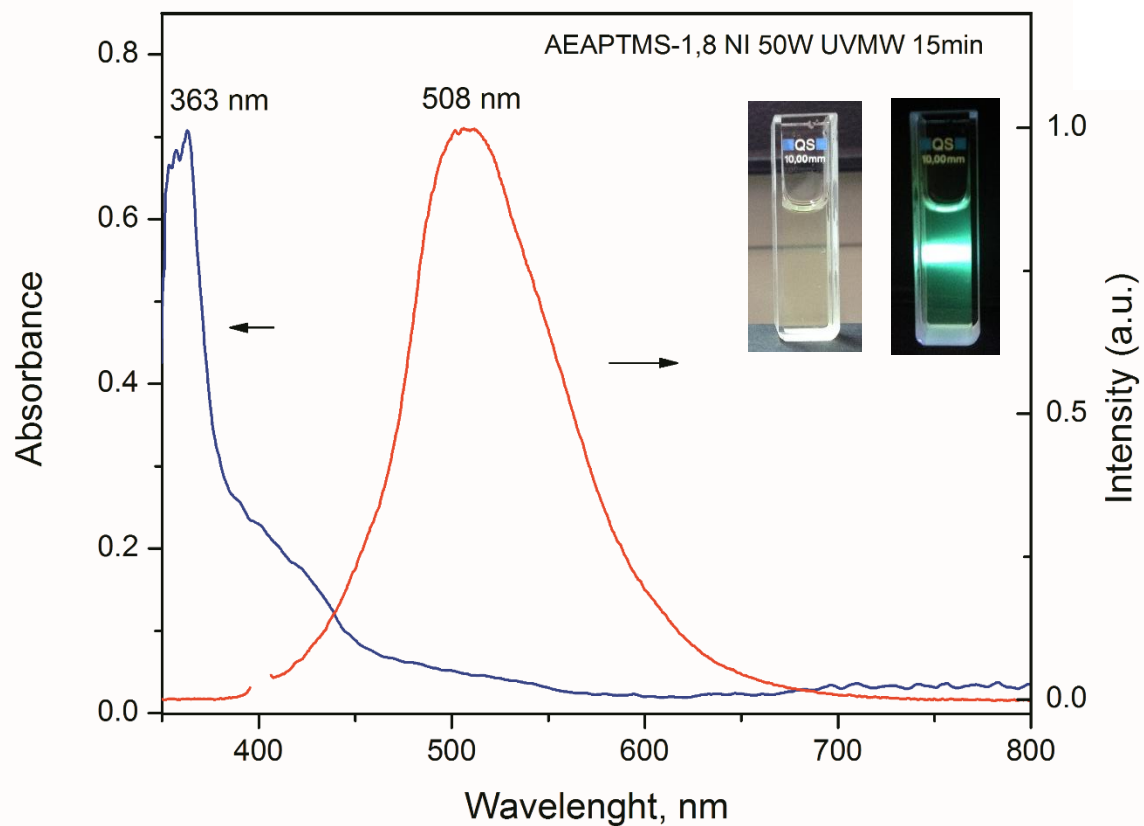 AEAPTMS-1,8 NI 50W UVMW 15min
363 nm
508 nm
QS
10,00mm
QS
10,00mm
0.8
0.6
0.4
0.2
0.0
Absorbance
1.0
0.5
0.0
Intensity (a.u.)
400
500
600
700
800
Wavelenght, nm